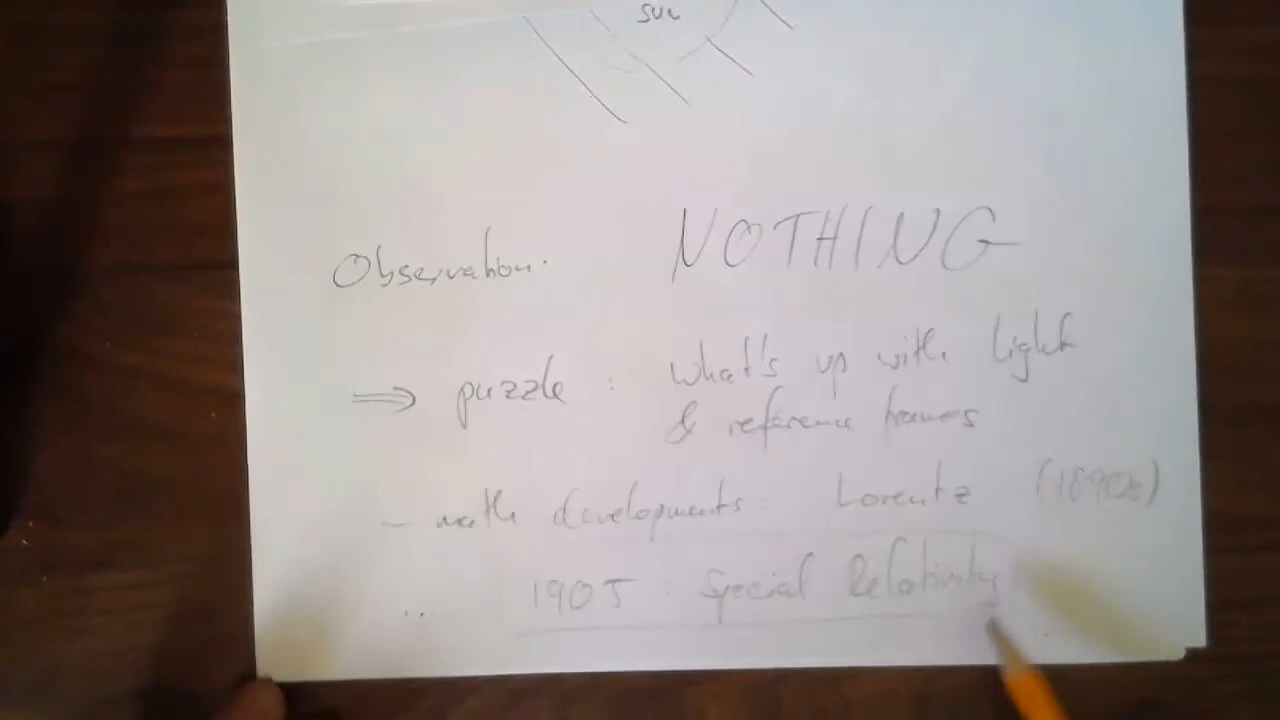 sun
Observation: NOTHING
⇒ puzzle : what's up with light
& reference frames
- math developments Lorentz (1890s)
... 1905 Special Relativity